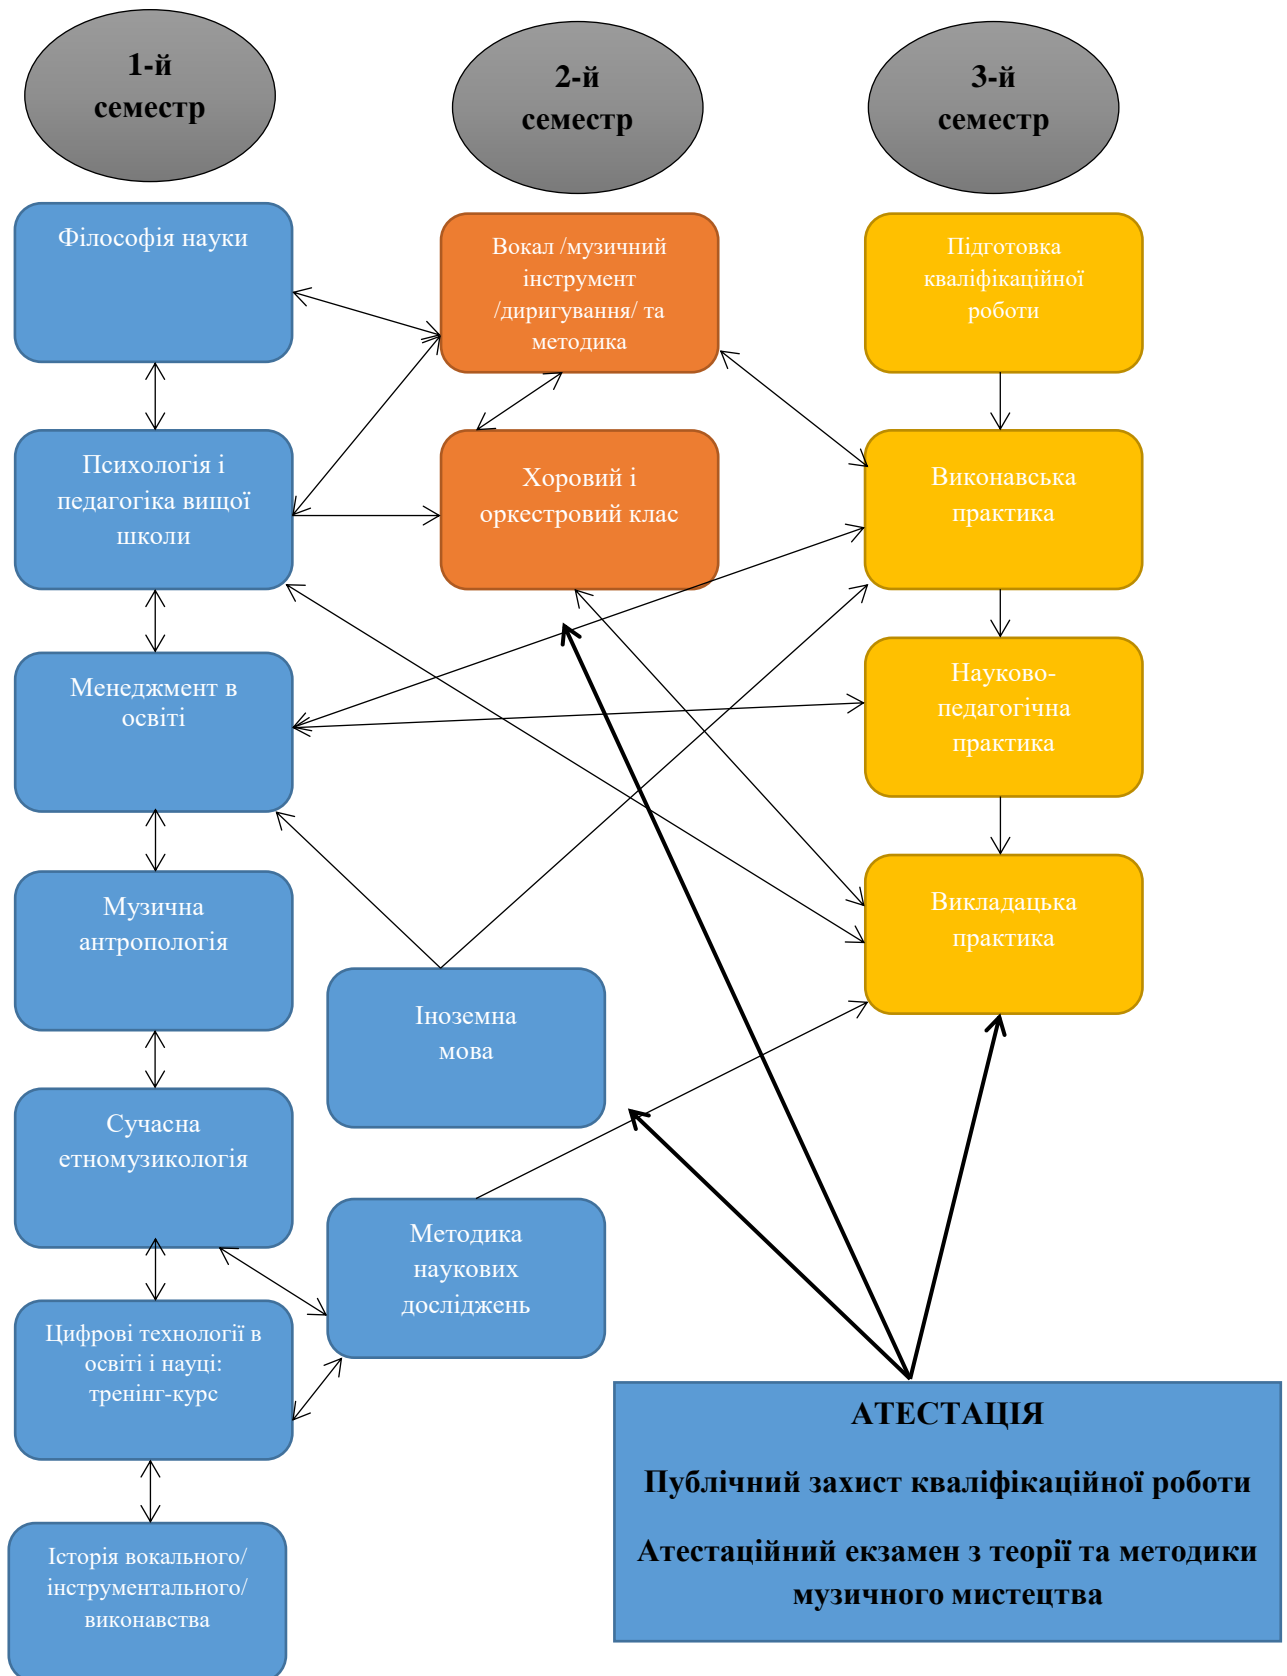 1-й
семестр
2-й
семестр
3-й
семестр
Філософія науки
Вокал /музичний
інструмент
/диригування/ та
методика
Підготовка
кваліфікаційної
роботи
Психологія і
педагогіка вищої
школи
Хоровий і
оркестровий клас
Виконавська
практика
Менеджмент в
освіті
Науково-
педагогічна
практика
Музична
антропологія
Викладацька
практика
Іноземна
мова
Сучасна
етномузикологія
Методика
наукових
досліджень
Цифрові технології в
освіті і науці:
тренінг-курс
АТЕСТАЦІЯ
Публічний захист кваліфікаційної роботи
Атестаційний екзамен з теорії та методики
музичного мистецтва
Історія вокального/
інструментального/
виконавства